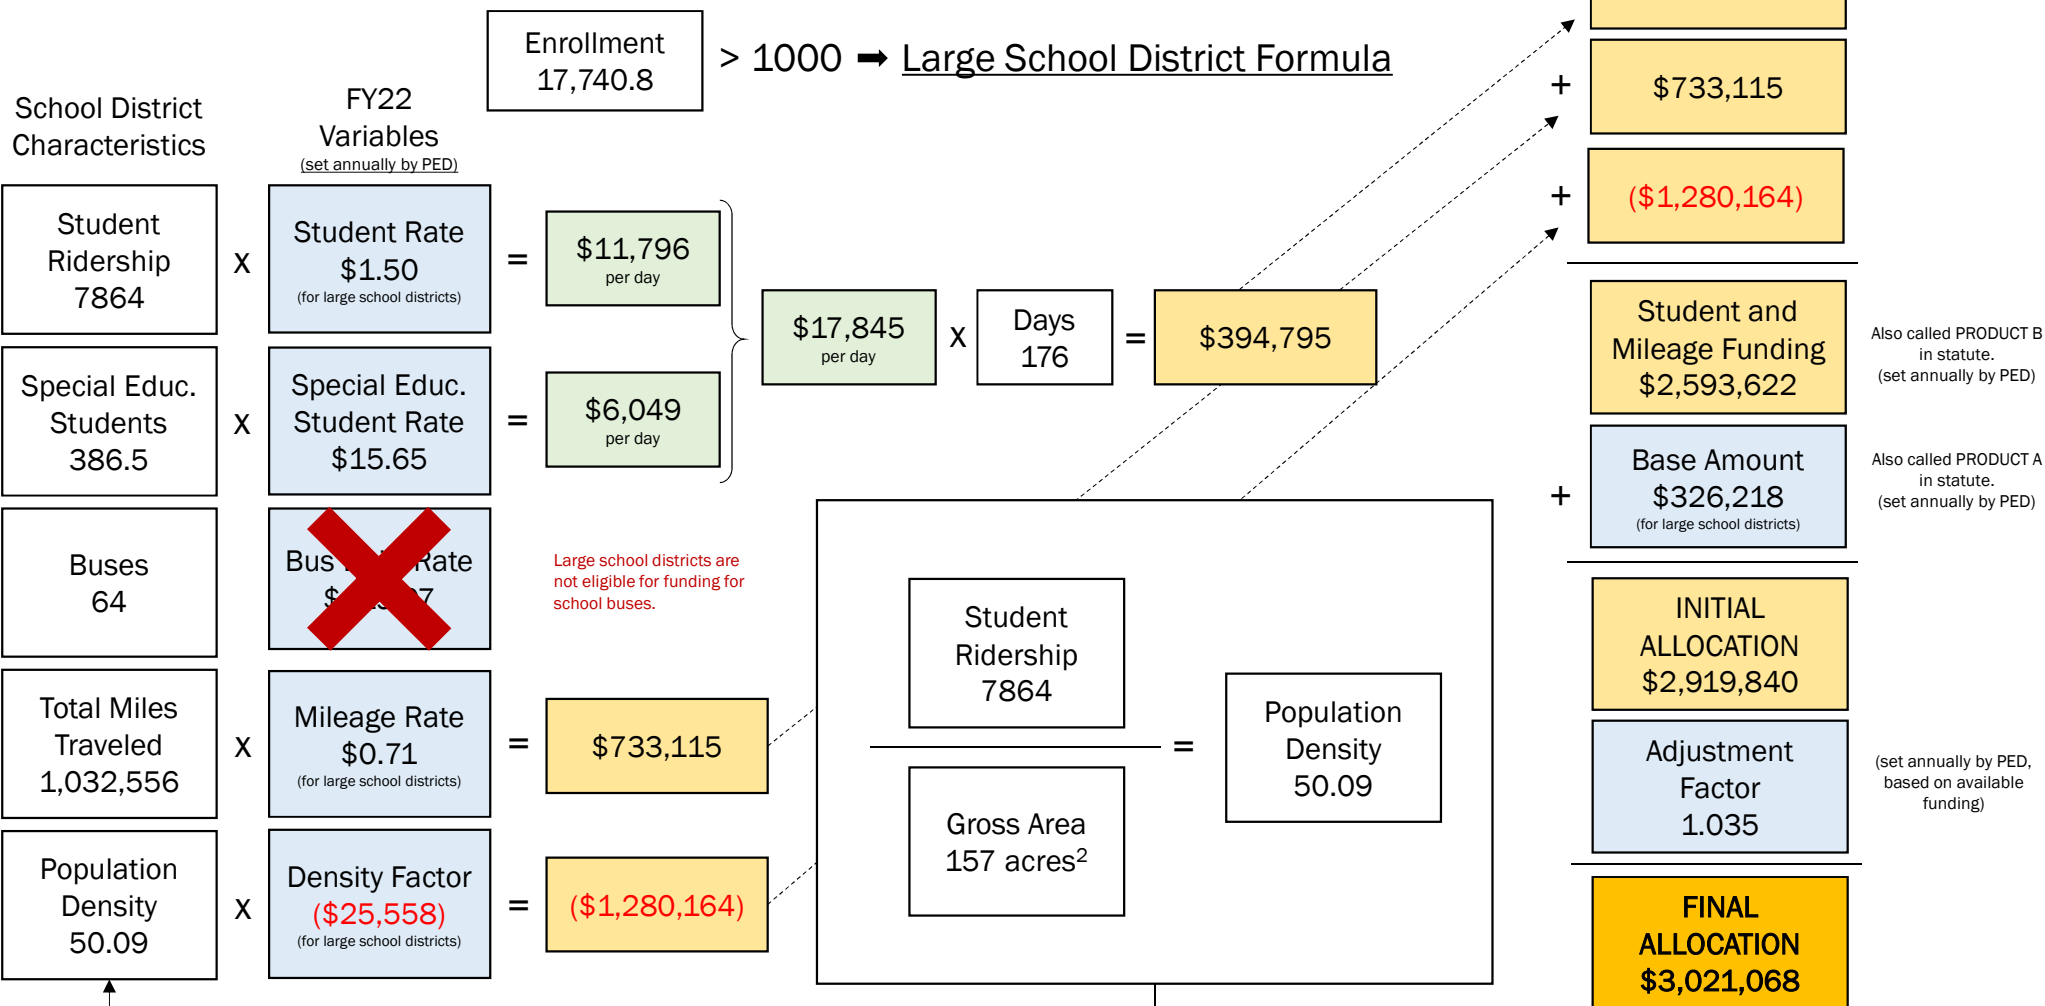 Enrollment
17,740.8
> 1000 ➡ Large School District Formula
School District
Characteristics
FY22
Variables
(set annually by PED)
Student
Ridership
7864
x
Student Rate
$1.50
(for large school districts)
=
$11,796
per day
Special Educ.
Students
386.5
x
Special Educ.
Student Rate
$15.65
=
$6,049
per day
$17,845
per day
x
Days
176
=
$394,795
Buses
64
Bus Rate
Large school districts are
not eligible for funding for
school buses.
Total Miles
Traveled
1,032,556
x
Mileage Rate
$0.71
(for large school districts)
=
$733,115
Population
Density
50.09
x
Density Factor
($25,558)
(for large school districts)
=
($1,280,164)
Student
Ridership
7864
Gross Area
157 acres²
=
Population
Density
50.09
+
$733,115
+
($1,280,164)
Student and
Mileage Funding
$2,593,622
Also called PRODUCT B
in statute.
(set annually by PED)
+
Base Amount
$326,218
(for large school districts)
Also called PRODUCT A
in statute.
(set annually by PED)
INITIAL
ALLOCATION
$2,919,840
Adjustment
Factor
1.035
(set annually by PED,
based on available
funding)
FINAL
ALLOCATION
$3,021,068